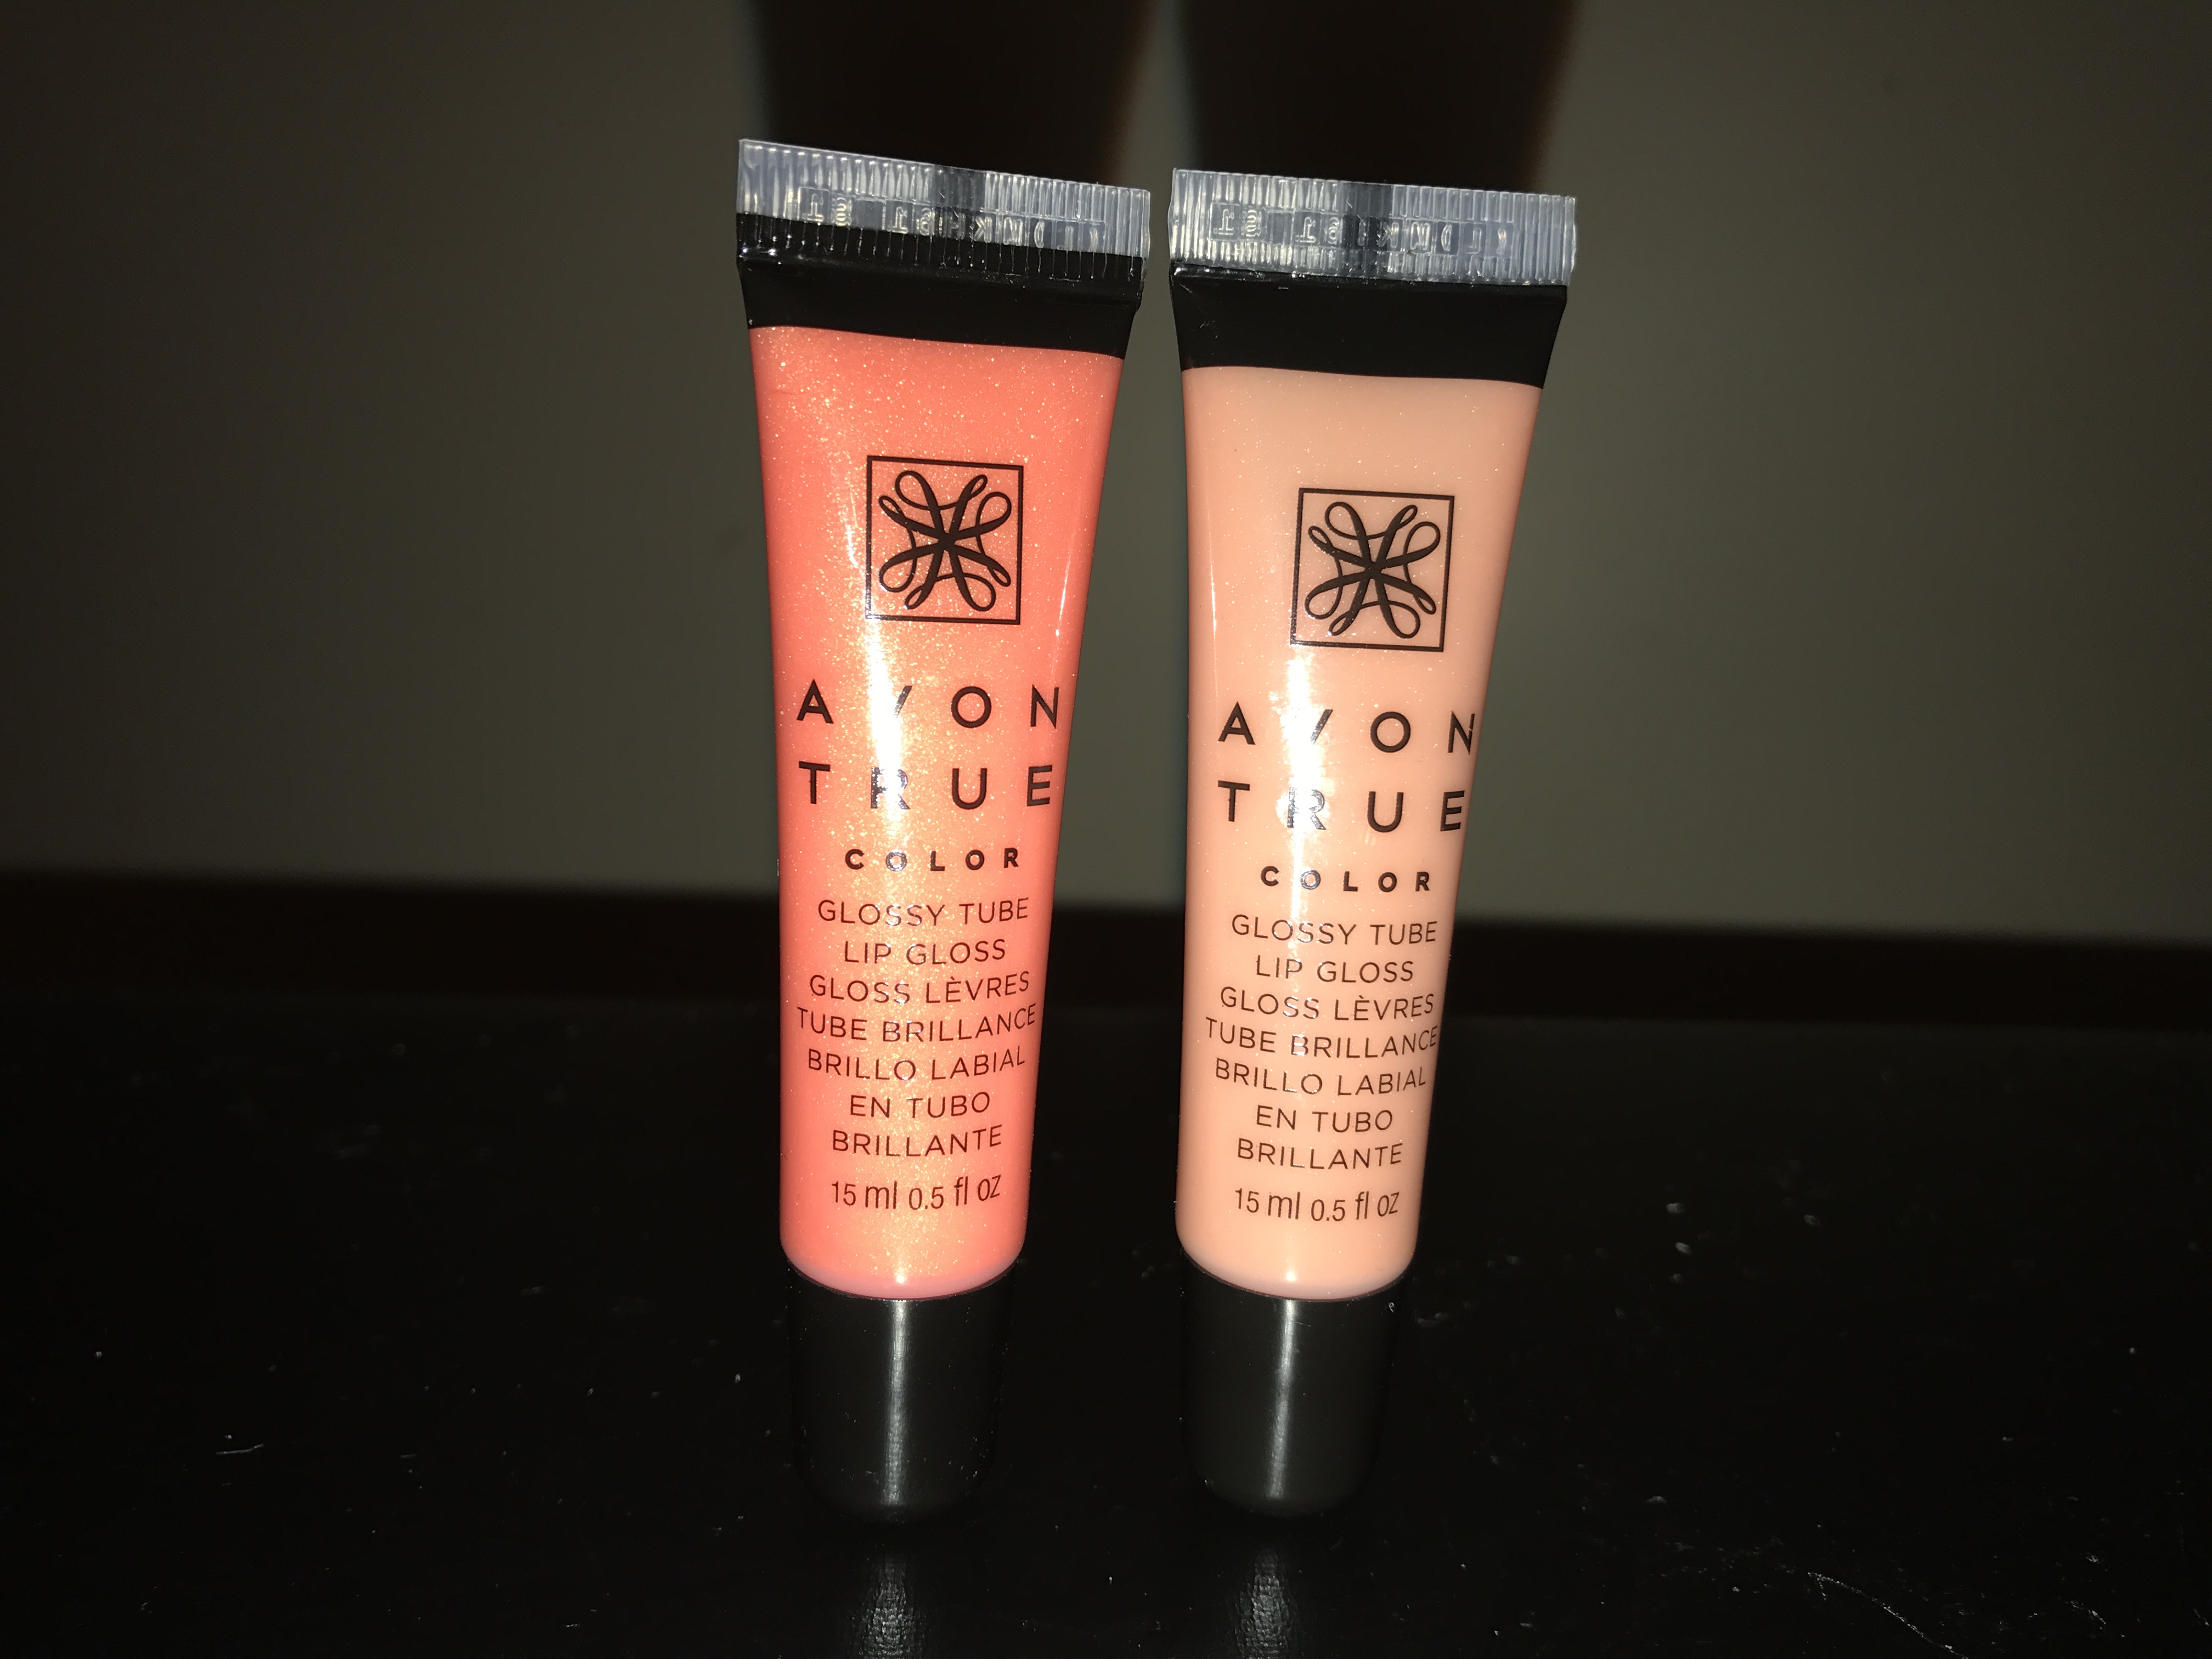 AVON
TRUE
COLOR
GLOSSY TUBE
LIP GLOSS
GLOSS LÈVRES
TUBE BRILLANCE
BRILLO LABIAL
EN TUBO
BRILLANTE
15 ml 0.5 fl oz
AVON
TRUE
COLOR
GLOSSY TUBE
LIP GLOSS
GLOSS LÈVRES
TUBE BRILLANCE
BRILLO LABIAL
EN TUBO
BRILLANTE
15 ml 0.5 fl oz